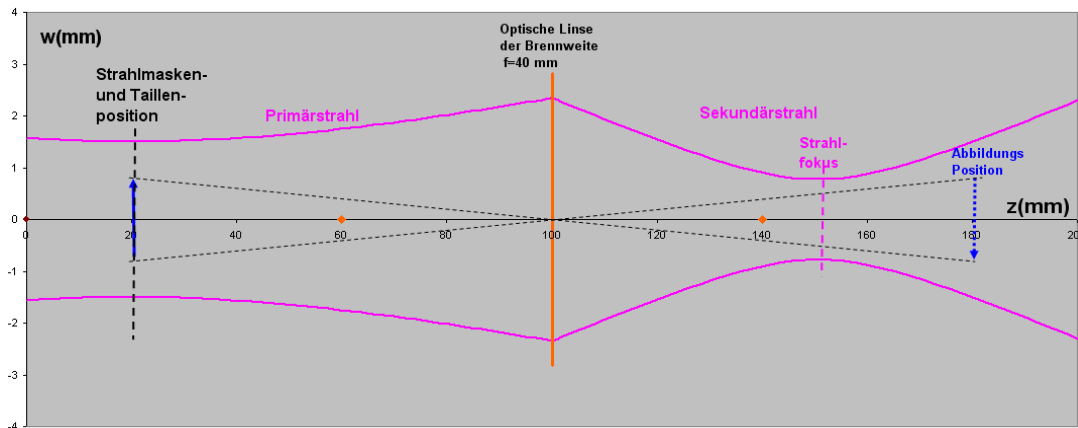 4
w(mm)
Optische Linse
der Brennweite
f=40 mm
3
Strahlmasken-
und Taillen-
position
2
Primärstrahl
Sekundärstrahl
Strahl-
fokus
Abbildungs
Position
1
0
z(mm)
0 20 40 60 80 100 120 140 160 180 200
-1
-2
-3
-4